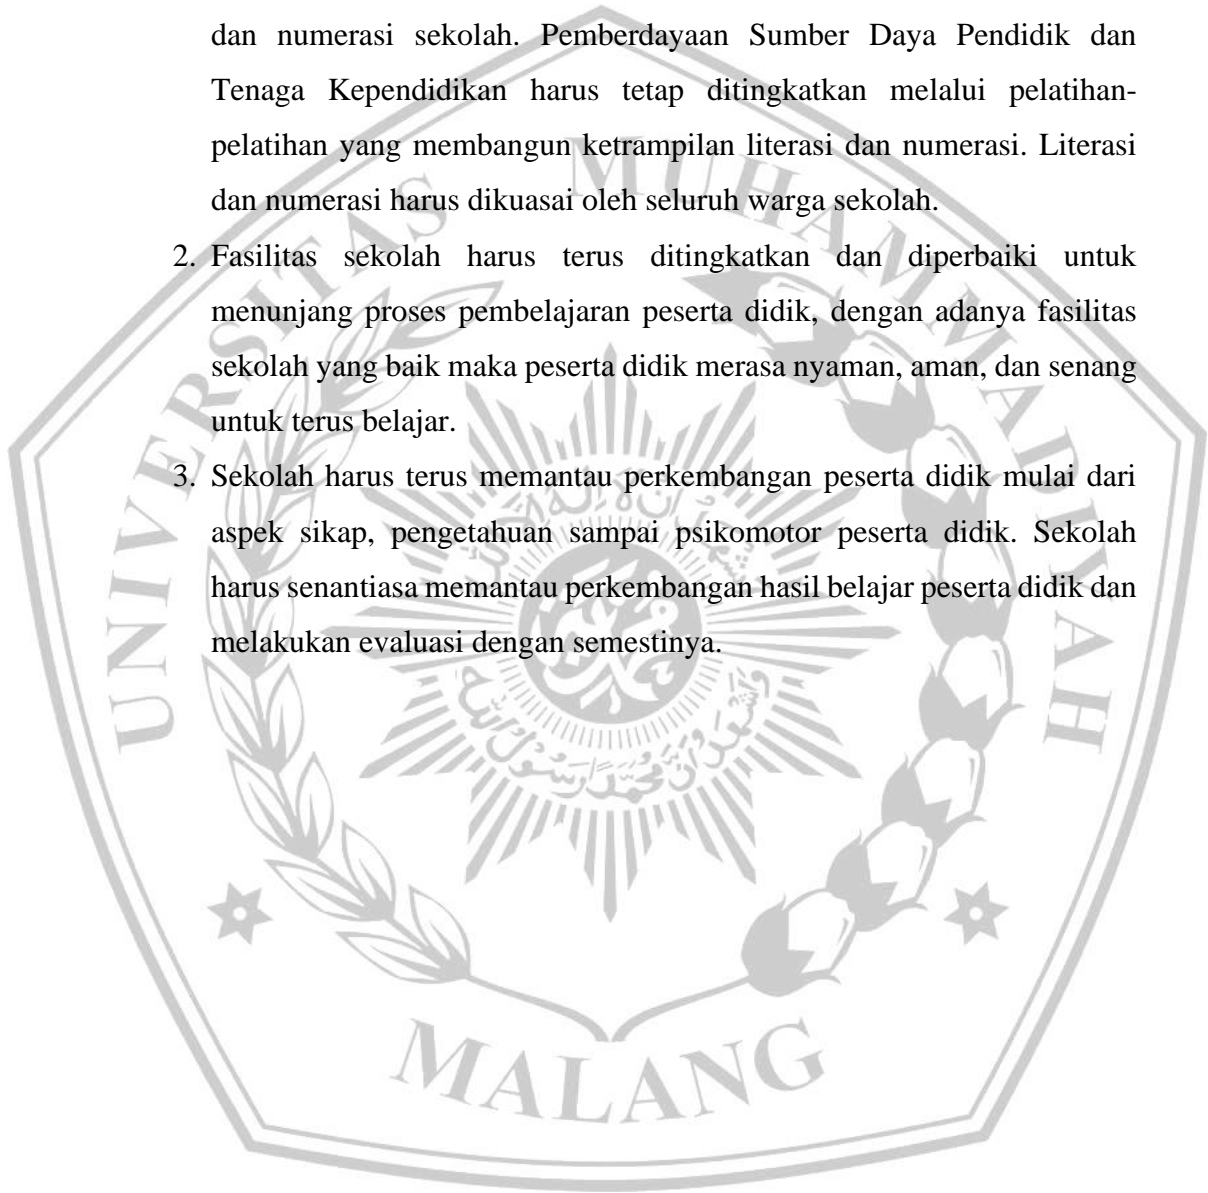 dan numerasi sekolah. Pemberdayaan Sumber Daya Pendidik dan
Tenaga Kependidikan harus tetap ditingkatkan melalui pelatihan-
pelatihan yang membangun ketrampilan literasi dan numerasi. Literasi
dan numerasi harus dikuasai oleh seluruh warga sekolah.
2. Fasilitas sekolah harus terus ditingkatkan dan diperbaiki untuk
menunjang proses pembelajaran peserta didik, dengan adanya fasilitas
sekolah yang baik maka peserta didik merasa nyaman, aman, dan senang
untuk terus belajar.
3. Sekolah harus terus memantau perkembangan peserta didik mulai dari
aspek sikap, pengetahuan sampai psikomotor peserta didik. Sekolah
harus senantiasa memantau perkembangan hasil belajar peserta didik dan
melakukan evaluasi dengan semestinya.
UNIVERSITAS MUHAMMADIYAH
MALANG